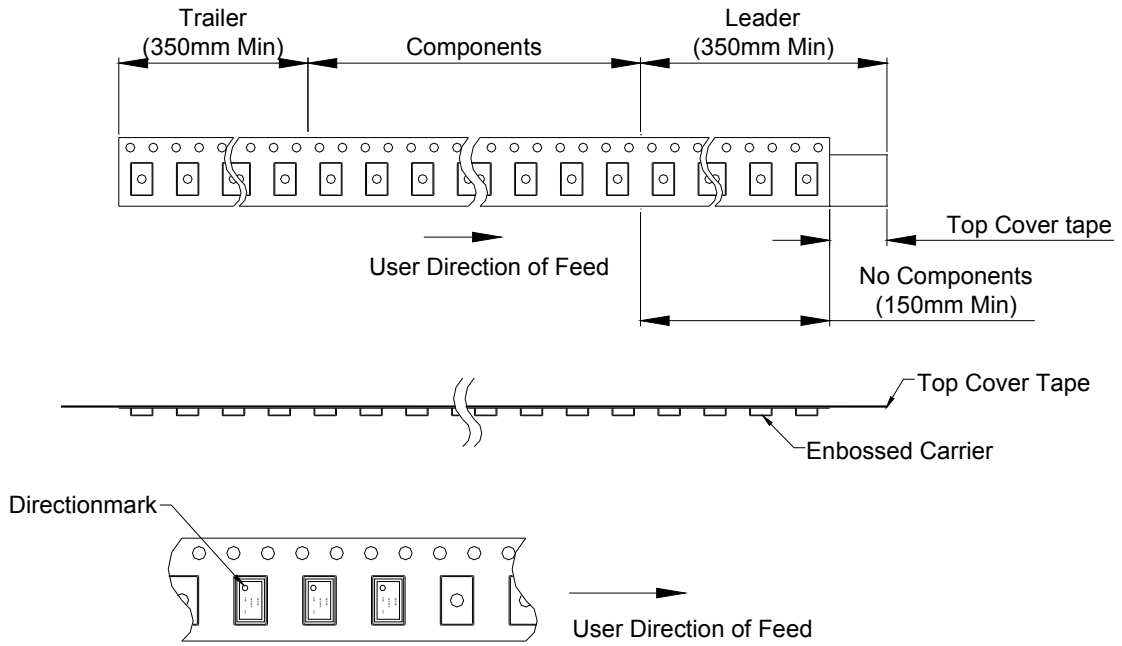 Trailer
(350mm Min)
Components
Leader
(350mm Min)
Top Cover tape
User Direction of Feed
No Components
(150mm Min)
Top Cover Tape
Enbossed Carrier
Directionmark
User Direction of Feed